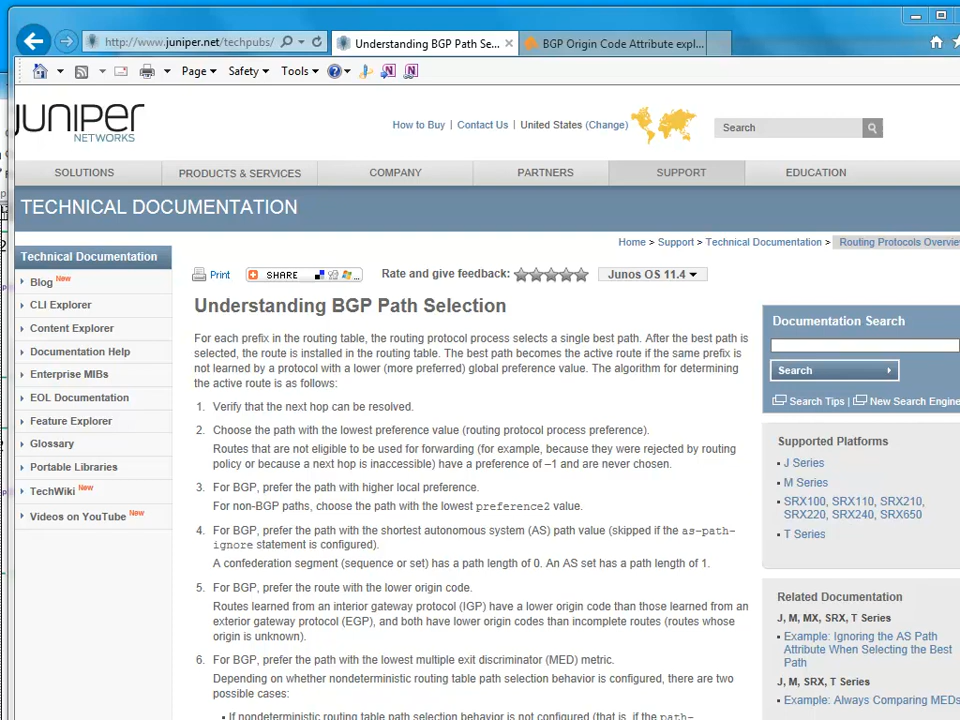 http://www.juniper.net/techpubs/
Understanding BGP Path Se...
BGP Origin Code Attribute expl...
Page
Safety
Tools
JUNIPER
NETWORKS
How to Buy | Contact Us | United States (Change)
Search
SOLUTIONS
PRODUCTS & SERVICES
COMPANY
PARTNERS
SUPPORT
EDUCATION
TECHNICAL DOCUMENTATION
Home > Support > Technical Documentation > Routing Protocols Overvie
Technical Documentation
Blog New
CLI Explorer
Content Explorer
Documentation Help
Enterprise MIBs
EOL Documentation
Feature Explorer
Glossary
Portable Libraries
TechWiki New
Videos on YouTube New
Print
SHARE
Rate and give feedback:
Junos OS 11.4
Understanding BGP Path Selection
For each prefix in the routing table, the routing protocol process selects a single best path. After the best path is
selected, the route is installed in the routing table. The best path becomes the active route if the same prefix is
not learned by a protocol with a lower (more preferred) global preference value. The algorithm for determining
the active route is as follows:
1. Verify that the next hop can be resolved.
2. Choose the path with the lowest preference value (routing protocol process preference).
Routes that are not eligible to be used for forwarding (for example, because they were rejected by routing
policy or because a next hop is inaccessible) have a preference of –1 and are never chosen.
3. For BGP, prefer the path with higher local preference.
For non-BGP paths, choose the path with the lowest preference2 value.
4. For BGP, prefer the path with the shortest autonomous system (AS) path value (skipped if the as-path-
ignore statement is configured).
A confederation segment (sequence or set) has a path length of 0. An AS set has a path length of 1.
5. For BGP, prefer the route with the lower origin code.
Routes learned from an interior gateway protocol (IGP) have a lower origin code than those learned from an
exterior gateway protocol (EGP), and both have lower origin codes than incomplete routes (routes whose
origin is unknown).
6. For BGP, prefer the path with the lowest multiple exit discriminator (MED) metric.
Depending on whether nondeterministic routing table path selection behavior is configured, there are two
possible cases:
▪ If nondeterministic routing table path selection behavior is not configured (that is, if the path-
Documentation Search
Search
Search Tips | New Search Engine
Supported Platforms
▪ J Series
▪ M Series
▪ SRX100, SRX110, SRX210,
SRX220, SRX240, SRX650
▪ T Series
Related Documentation
J, M, MX, SRX, T Series
▪ Example: Ignoring the AS Path
Attribute When Selecting the Best
Path
J, M, SRX, T Series
▪ Example: Always Comparing MEDs